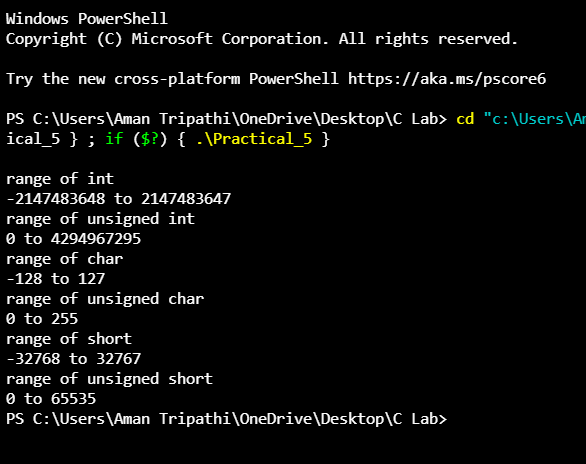 Windows PowerShell
Copyright (C) Microsoft Corporation. All rights reserved.
Try the new cross-platform PowerShell https://aka.ms/pscore6
PS C:\Users\Aman Tripathi\OneDrive\Desktop\C Lab> cd "c:\Users\A
ical_5 } ; if ($?) { .\Practical_5 }
range of int
-2147483648 to 2147483647
range of unsigned int
0 to 4294967295
range of char
-128 to 127
range of unsigned char
0 to 255
range of short
-32768 to 32767
range of unsigned short
0 to 65535
PS C:\Users\Aman Tripathi\OneDrive\Desktop\C Lab>